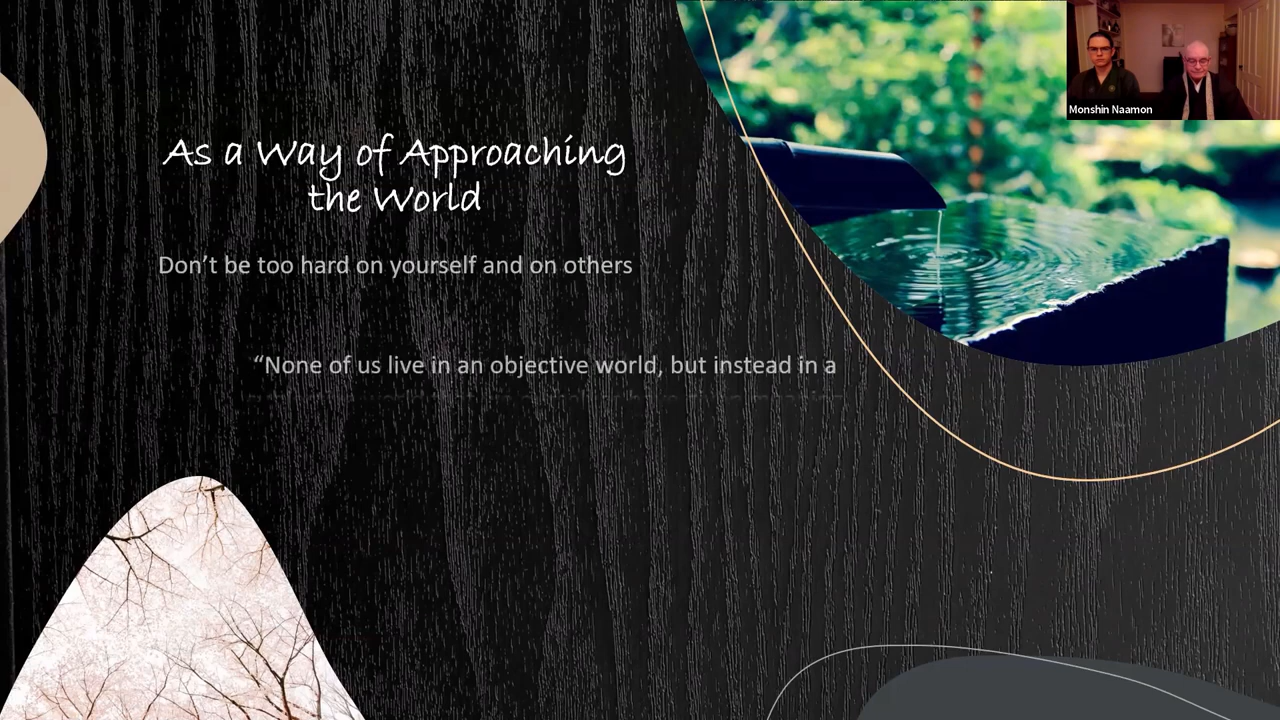 Monshin Naamon
As a Way of Approaching
the World
Don’t be too hard on yourself and on others
“None of us live in an objective world, but instead in a